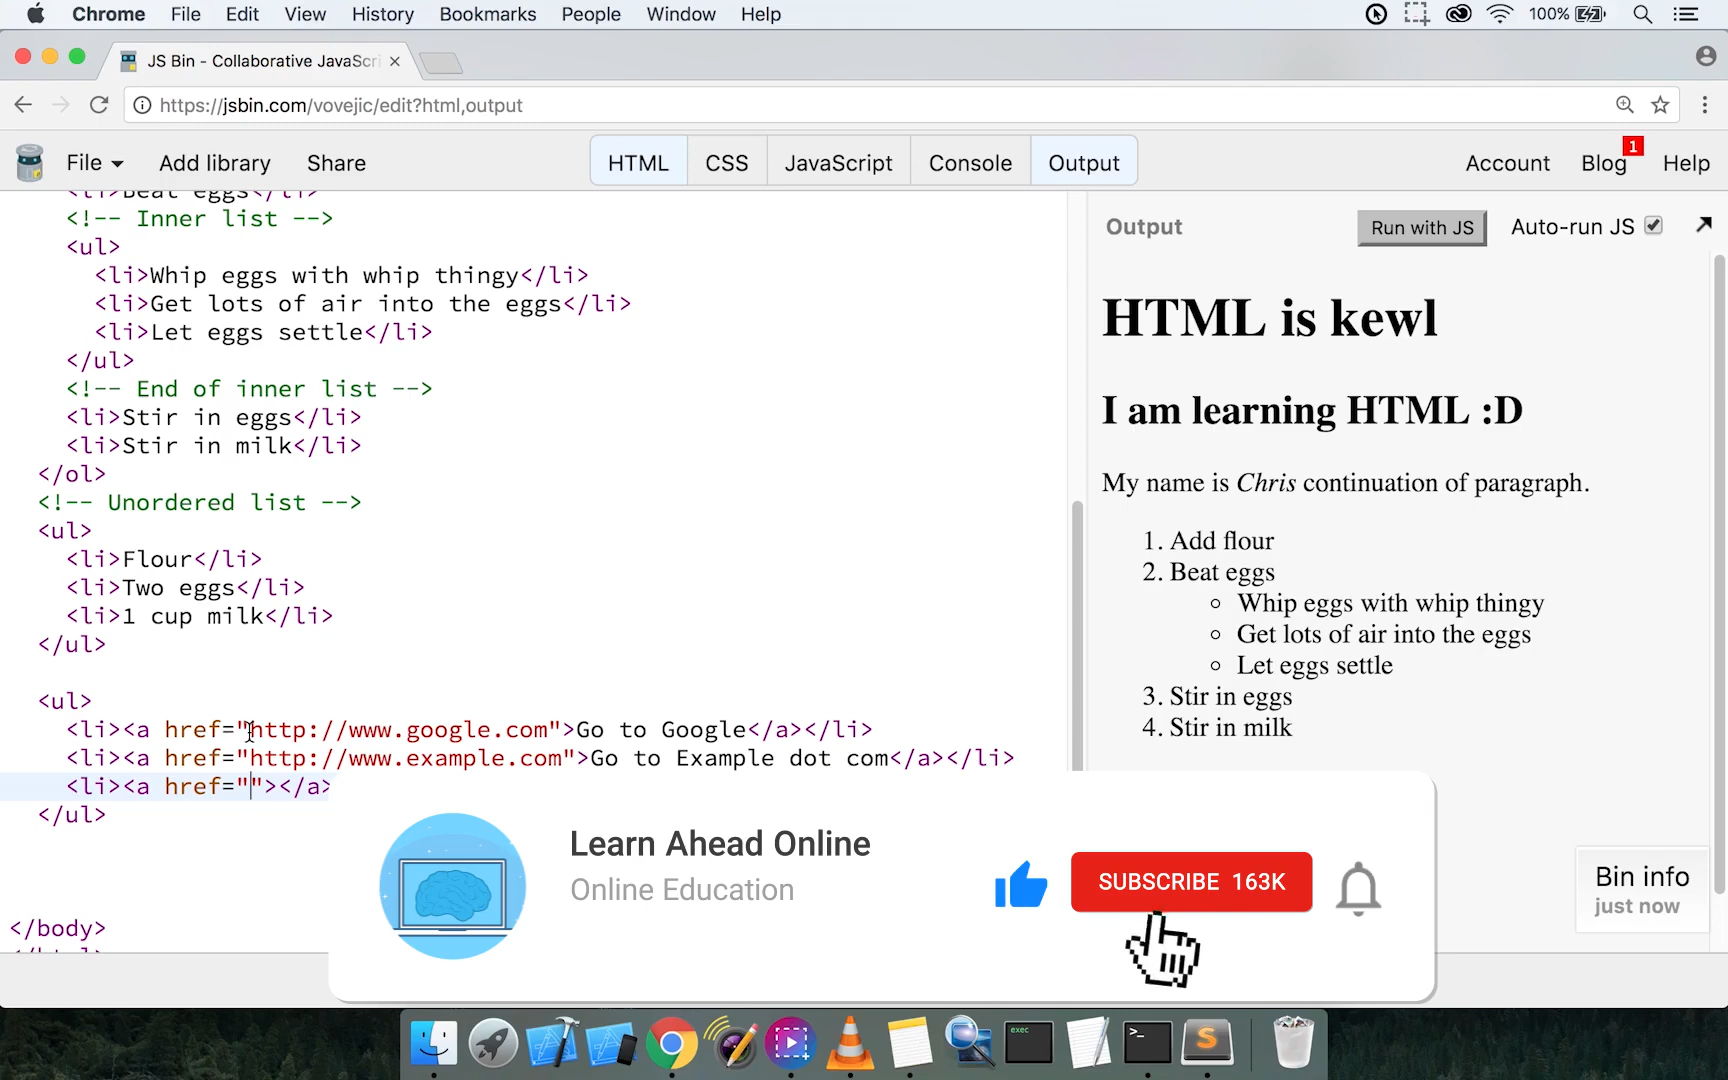 Chrome File Edit View History Bookmarks People Window Help 100%
JS Bin - Collaborative JavaScri
https://jsbin.com/vovejic/edit?html,output
File Add library Share HTML CSS JavaScript Console Output Account Blog 1 Help
<li>Beat eggs</li>
<!-- Inner list -->
<ul>
<li>Whip eggs with whip thingy</li>
<li>Get lots of air into the eggs</li>
<li>Let eggs settle</li>
</ul>
<!-- End of inner list -->
<li>Stir in eggs</li>
<li>Stir in milk</li>
</ol>
<!-- Unordered list -->
<ul>
<li>Flour</li>
<li>Two eggs</li>
<li>1 cup milk</li>
</ul>
<ul>
<li><a href="http://www.google.com">Go to Google</a></li>
<li><a href="http://www.example.com">Go to Example dot com</a></li>
<li><a href=""></a>
</ul>
</body>
Output Run with JS Auto-run JS
HTML is kewl
I am learning HTML :D
My name is Chris continuation of paragraph.
1. Add flour
2. Beat eggs
Whip eggs with whip thingy
Get lots of air into the eggs
Let eggs settle
3. Stir in eggs
4. Stir in milk
Bin info
just now
Learn Ahead Online
Online Education
SUBSCRIBE 163K
exec